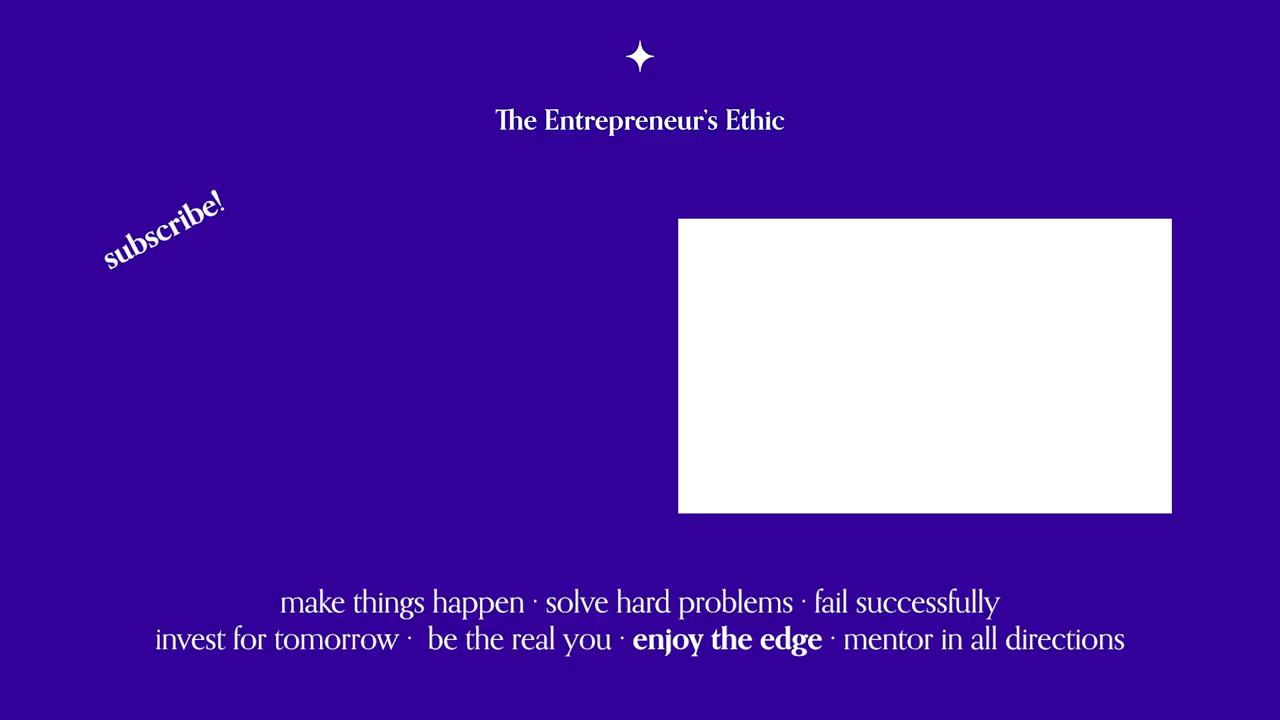 The Entrepreneur's Ethic
subscribe!
make things happen · solve hard problems · fail successfully
invest for tomorrow · be the real you · enjoy the edge · mentor in all directions